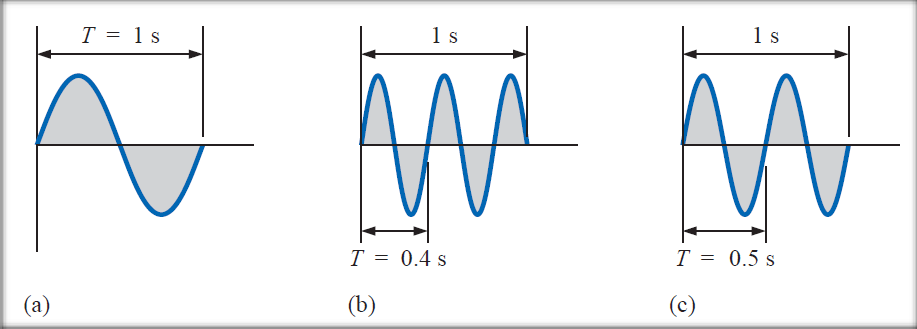 T = 1 s
1 s
1 s
T = 0.4 s
T = 0.5 s
(a)
(b)
(c)